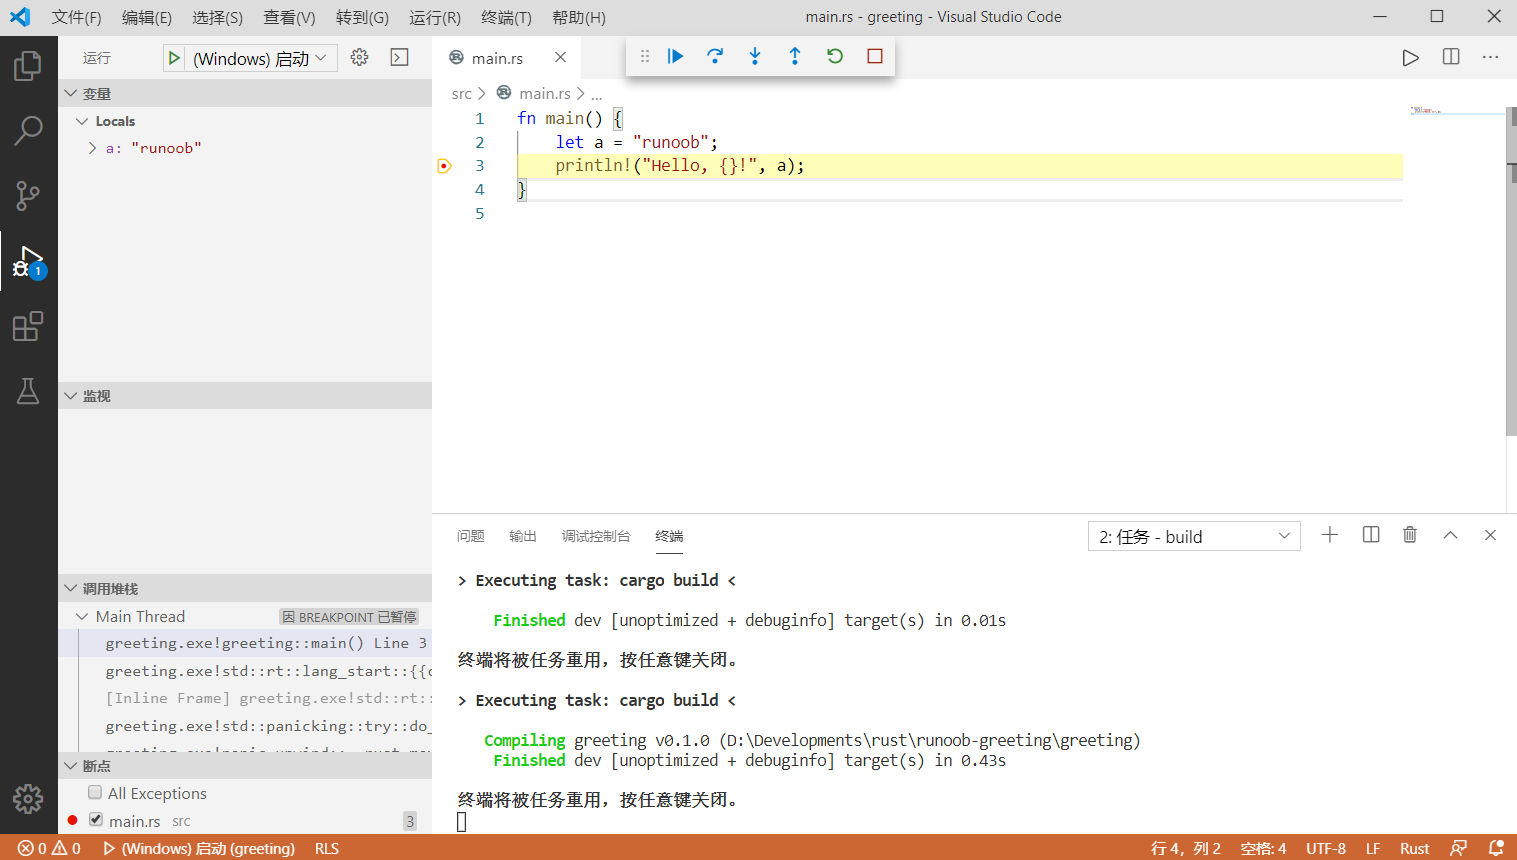 文件(F) 编辑(E) 选择(S) 查看(V) 转到(G) 运行(R) 终端(T) 帮助(H) main.rs - greeting - Visual Studio Code
运行 (Windows) 启动
main.rs
src > main.rs > ...
变量
Locals
a: "runoob"
1 fn main() {
2 let a = "runoob";
3 println!("Hello, {}!", a);
4 }
5
监视
调用堆栈
Main Thread 因 BREAKPOINT 已暂停
greeting.exe!greeting::main() Line 3
greeting.exe!std::rt::lang_start::{{c
[Inline Frame] greeting.exe!std::rt::
greeting.exe!std::panicking::try::do_
断点
All Exceptions
main.rs src 3
1
问题 输出 调试控制台 终端 2: 任务 - build
> Executing task: cargo build <
Finished dev [unoptimized + debuginfo] target(s) in 0.01s
终端将被任务重用，按任意键关闭。
> Executing task: cargo build <
Compiling greeting v0.1.0 (D:\Developments\rust\runoob-greeting\greeting)
Finished dev [unoptimized + debuginfo] target(s) in 0.43s
终端将被任务重用，按任意键关闭。
0 0 (Windows) 启动 (greeting) RLS 行 4，列 2 空格: 4 UTF-8 LF Rust